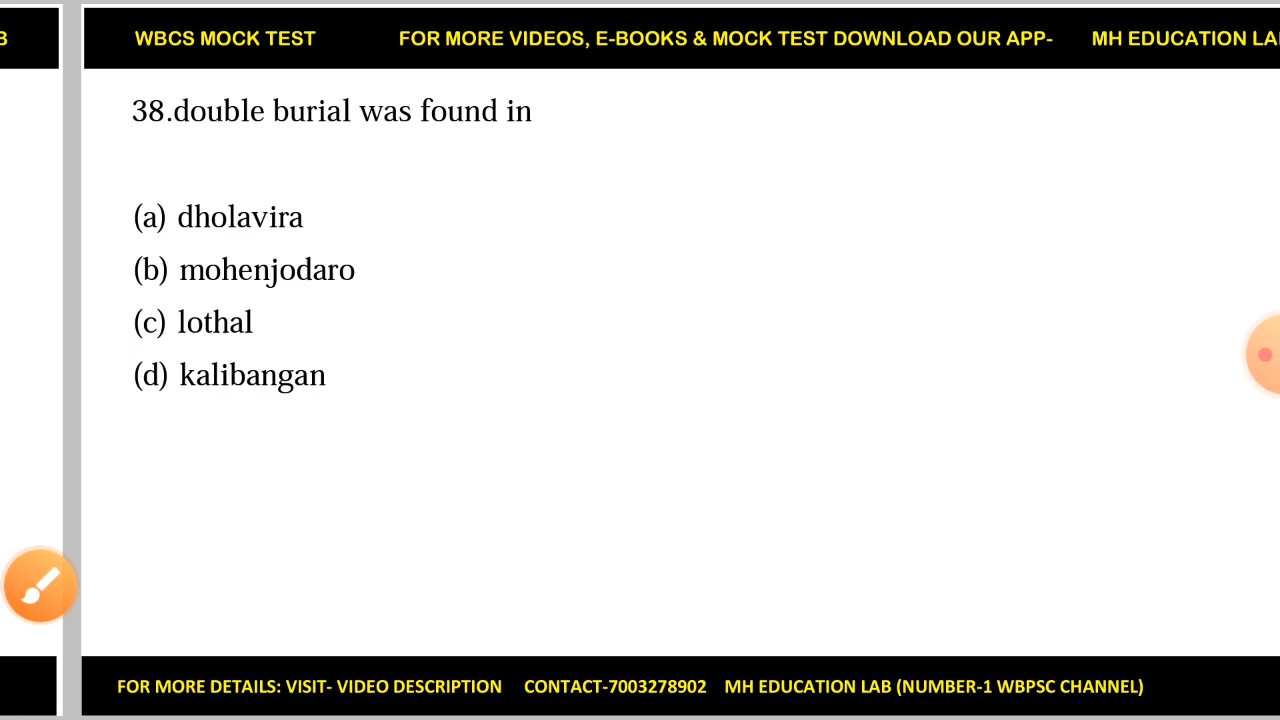 B
WBCS MOCK TEST FOR MORE VIDEOS, E-BOOKS & MOCK TEST DOWNLOAD OUR APP- MH EDUCATION LA
38.double burial was found in
(a) dholavira
(b) mohenjodaro
(c) lothal
(d) kalibangan
FOR MORE DETAILS: VISIT- VIDEO DESCRIPTION CONTACT-7003278902 MH EDUCATION LAB (NUMBER-1 WBPSC CHANNEL)